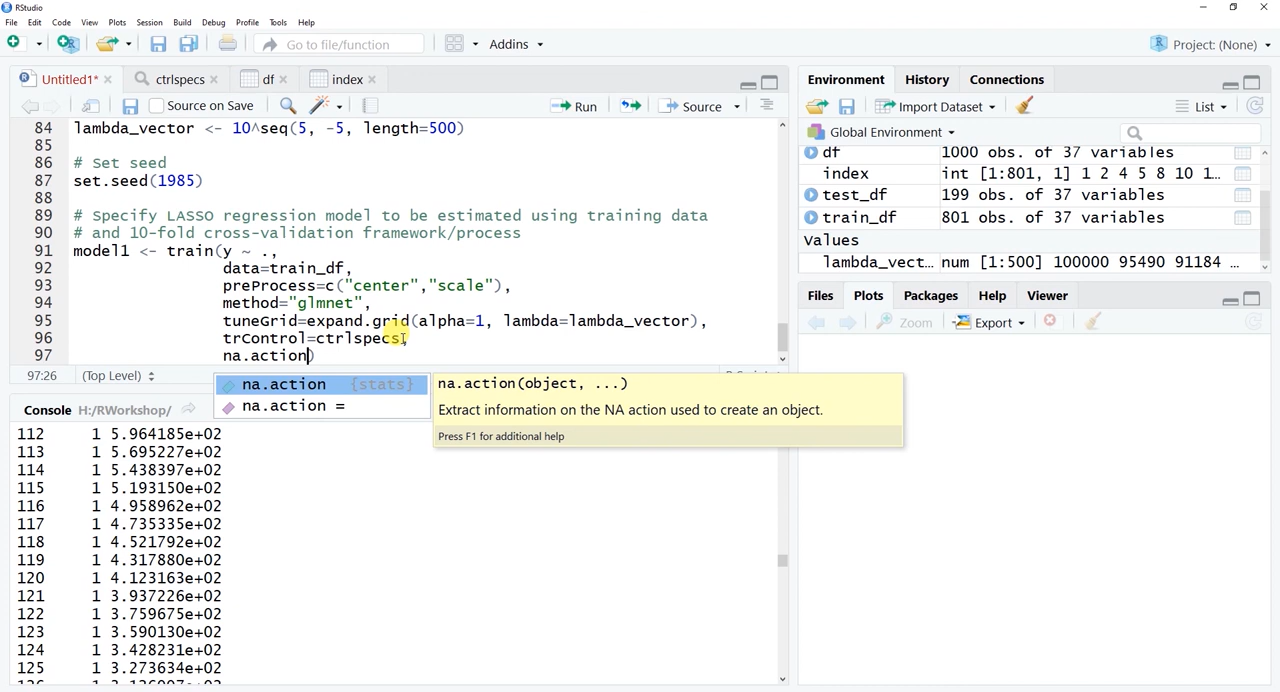 RStudio
File Edit Code View Plots Session Build Debug Profile Tools Help
Go to file/function Addins Project: (None)
Untitled1* ctrlspecs df index
Source on Save Run Source
84 lambda_vector <- 10^seq(5, -5, length=500)
85
86 # Set seed
87 set.seed(1985)
88
89 # Specify LASSO regression model to be estimated using training data
90 # and 10-fold cross-validation framework/process
91 model1 <- train(y ~ .,
92 data=train_df,
93 preProcess=c("center","scale"),
94 method="glmnet",
95 tuneGrid=expand.grid(alpha=1, lambda=lambda_vector),
96 trControl=ctrlspecs,
97 na.action)
97:26 (Top Level)
na.action {stats}
na.action =
na.action(object, ...)
Extract information on the NA action used to create an object.
Press F1 for additional help
Console H:/RWorkshop/
112 1 5.964185e+02
113 1 5.695227e+02
114 1 5.438397e+02
115 1 5.193150e+02
116 1 4.958962e+02
117 1 4.735335e+02
118 1 4.521792e+02
119 1 4.317880e+02
120 1 4.123163e+02
121 1 3.937226e+02
122 1 3.759675e+02
123 1 3.590130e+02
124 1 3.428231e+02
125 1 3.273634e+02
Environment History Connections
Import Dataset List
Global Environment
df 1000 obs. of 37 variables
index int [1:801, 1] 1 2 4 5 8 10 1...
test_df 199 obs. of 37 variables
train_df 801 obs. of 37 variables
Values
lambda_vect... num [1:500] 100000 95490 91184 ...
Files Plots Packages Help Viewer
Zoom Export